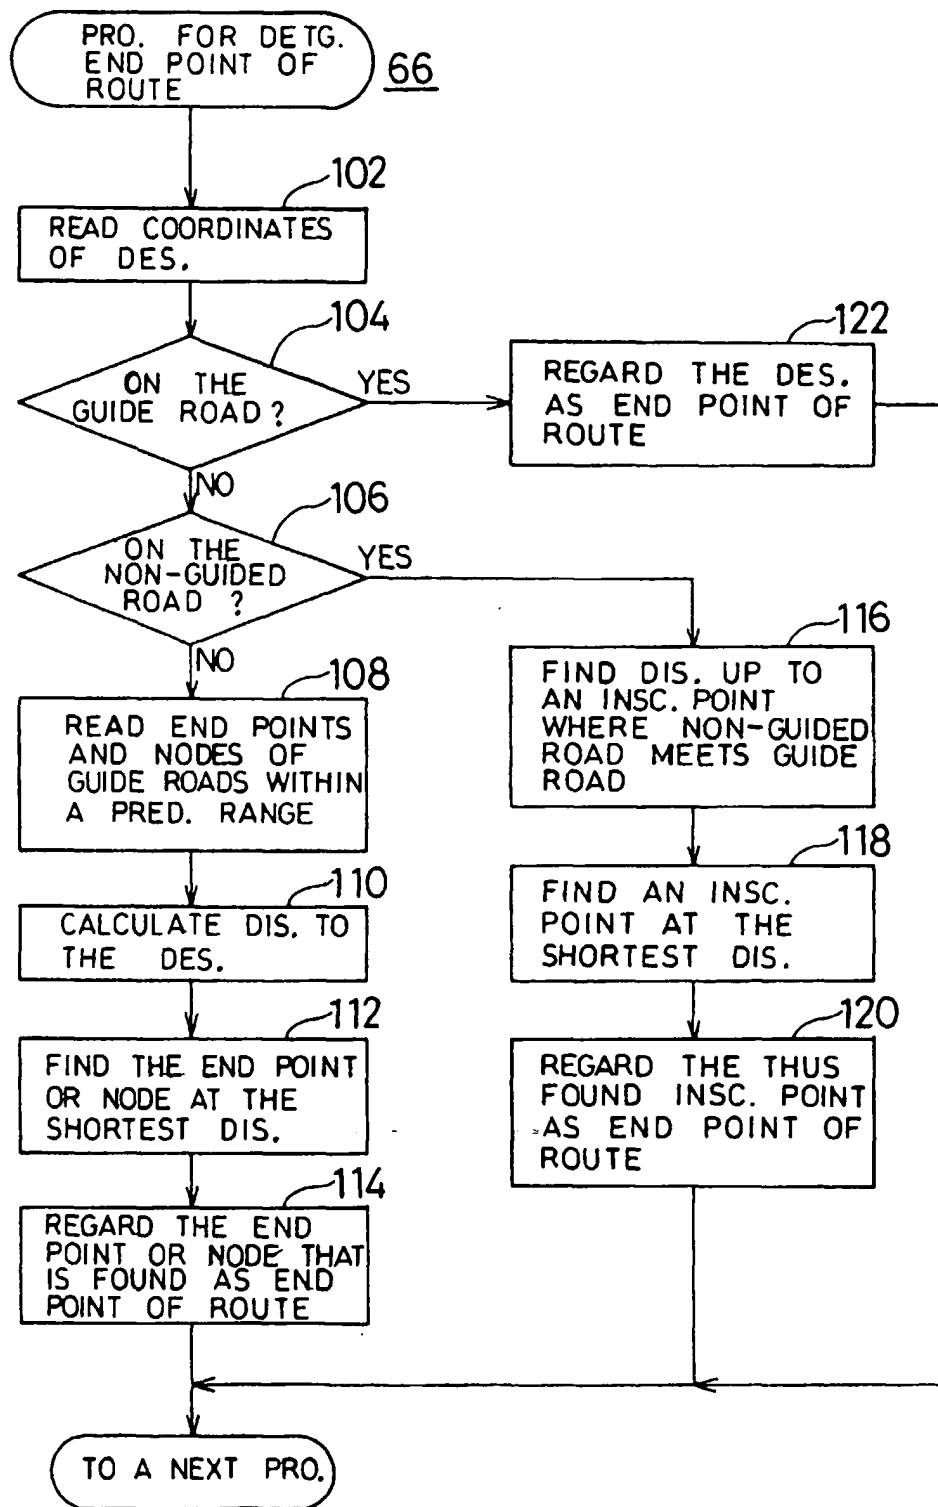 PRO. FOR DETG.
END POINT OF
ROUTE
66
102
READ COORDINATES
OF DES.
104
ON THE
GUIDE ROAD?
YES
NO
122
REGARD THE DES.
AS END POINT OF
ROUTE
106
ON THE
NON-GUIDED
ROAD ?
YES
NO
108
READ END POINTS
AND NODES OF
GUIDE ROADS WITHIN
A PRED. RANGE
110
CALCULATE DIS. TO
THE DES.
112
FIND THE END POINT
OR NODE AT THE
SHORTEST DIS.
114
REGARD THE END
POINT OR NODE THAT
IS FOUND AS END
POINT OF ROUTE
116
FIND DIS. UP TO
AN INSC. POINT
WHERE NON-GUIDED
ROAD MEETS GUIDE
ROAD
118
FIND AN INSC.
POINT AT THE
SHORTEST DIS.
120
REGARD THE THUS
FOUND INSC. POINT
AS END POINT OF
ROUTE
TO A NEXT PRO.